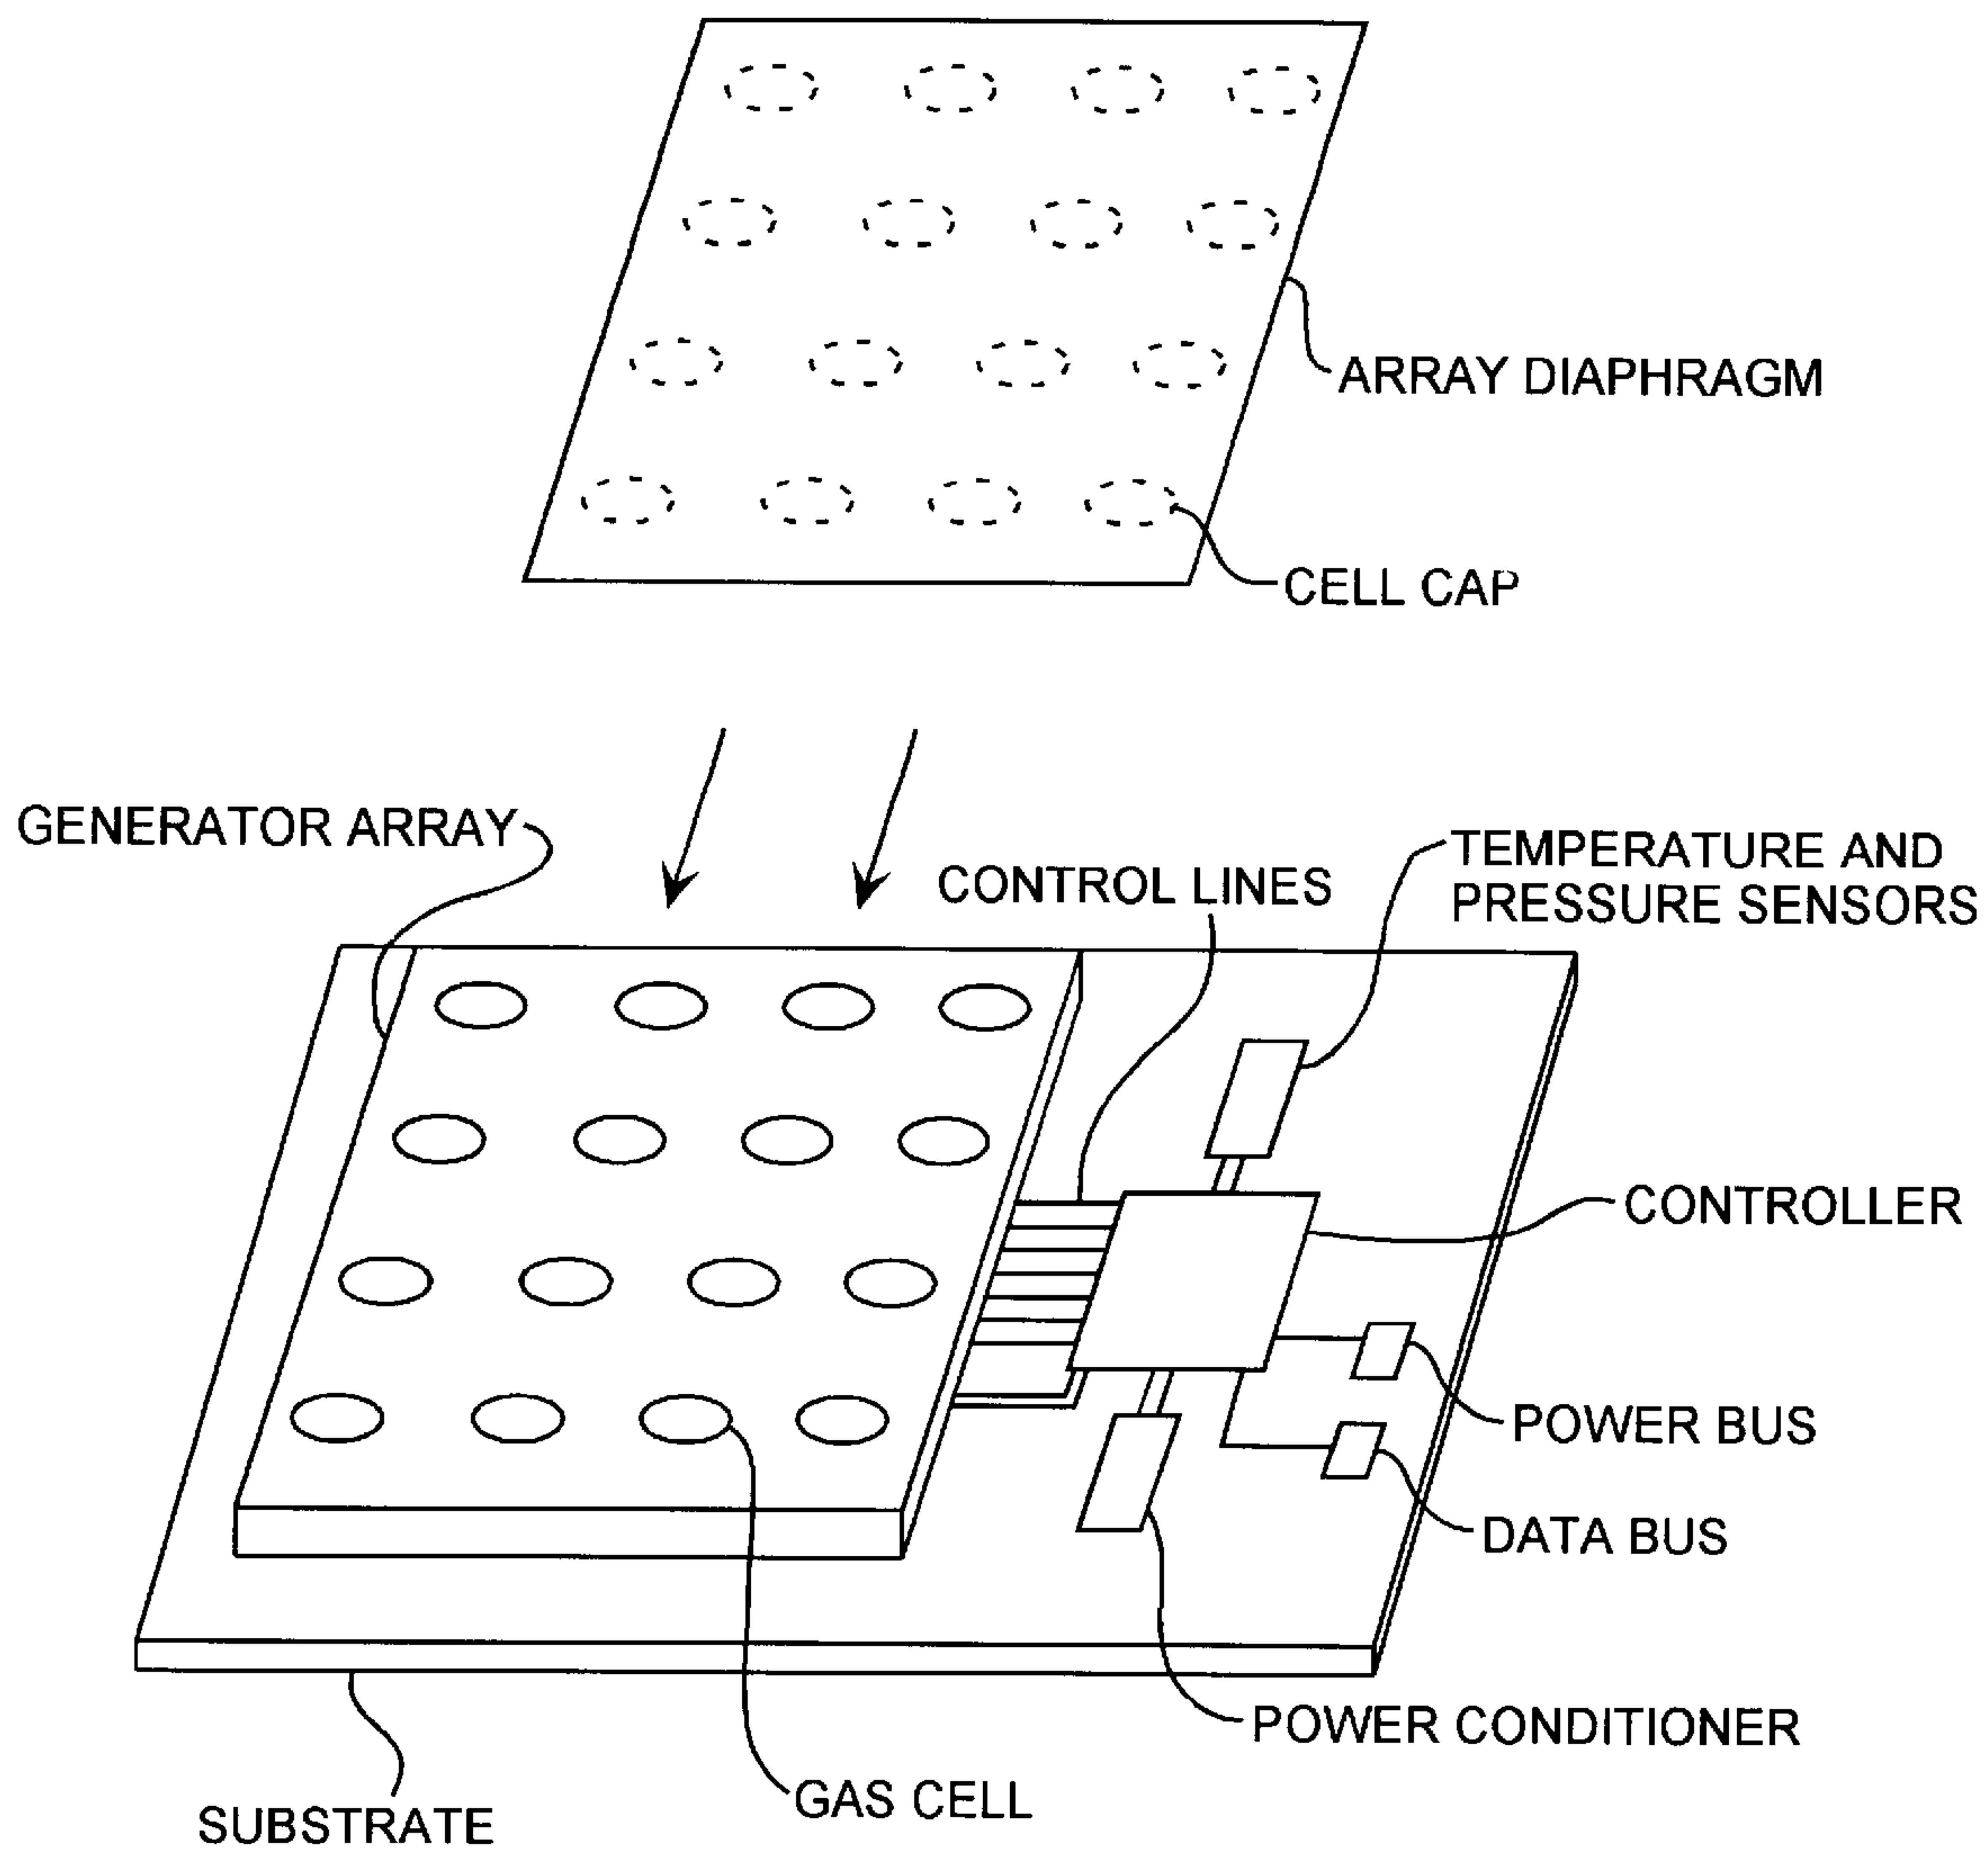 ARRAY DIAPHRAGM
CELL CAP
GENERATOR ARRAY
CONTROL LINES
TEMPERATURE AND
PRESSURE SENSORS
CONTROLLER
POWER BUS
DATA BUS
POWER CONDITIONER
GAS CELL
SUBSTRATE